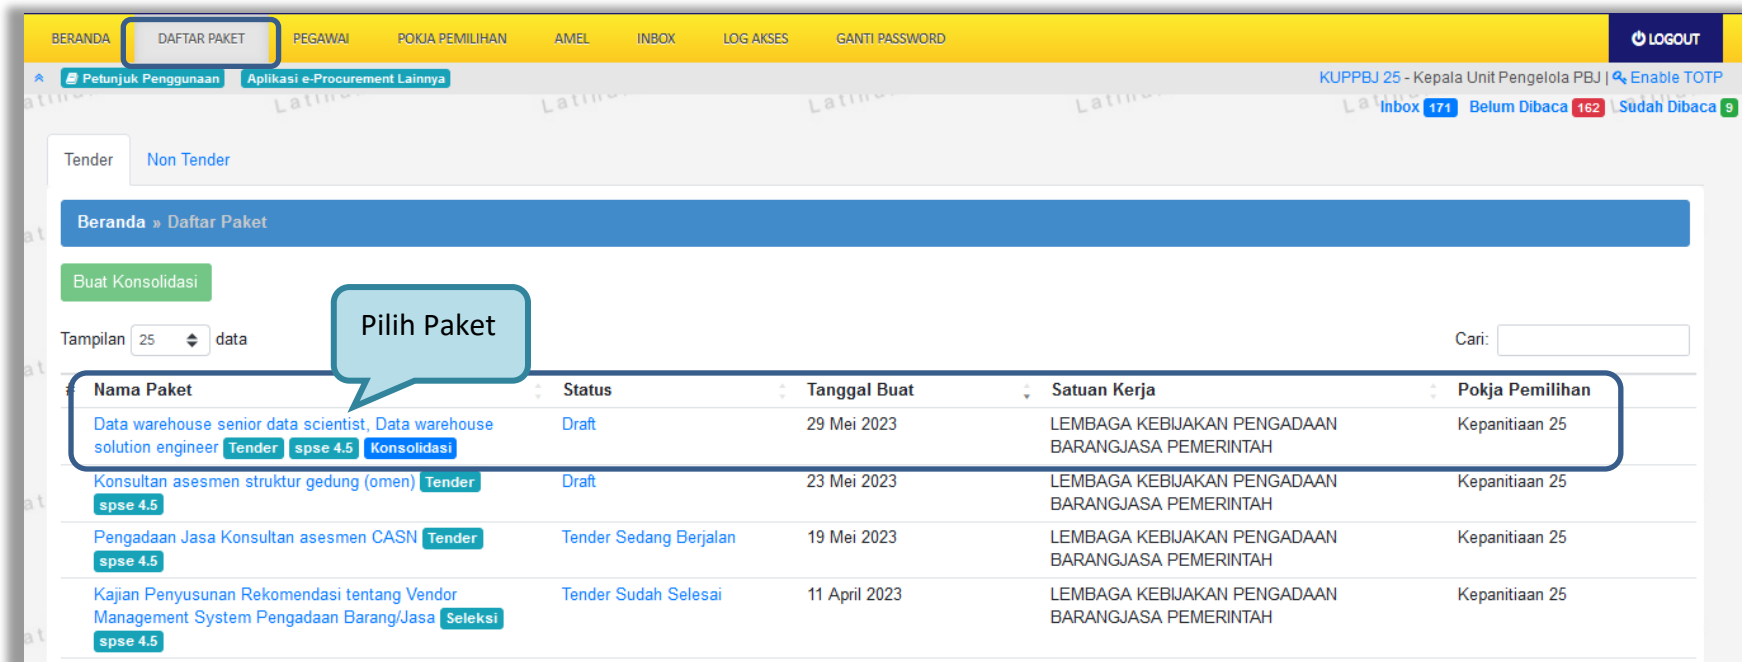 BERANDA DAFTAR PAKET PEGAWAI POKJA PEMILIHAN AMEL INBOX LOG AKSES GANTI PASSWORD LOGOUT
Petunjuk Penggunaan Aplikasi e-Procurement Lainnya KUPPBJ 25 - Kepala Unit Pengelola PBJ | Enable TOTP
Inbox 171 Belum Dibaca 162 Sudah Dibaca 9
Tender Non Tender
Beranda » Daftar Paket
Buat Konsolidasi
Pilih Paket
Tampilan 25 data Cari:
# Nama Paket Status Tanggal Buat Satuan Kerja Pokja Pemilihan
Data warehouse senior data scientist, Data warehouse Draft 29 Mei 2023 LEMBAGA KEBIJAKAN PENGADAAN Kepanitiaan 25
solution engineer Tender spse 4.5 Konsolidasi BARANGJASA PEMERINTAH
Konsultan asesmen struktur gedung (omen) Tender Draft 23 Mei 2023 LEMBAGA KEBIJAKAN PENGADAAN Kepanitiaan 25
spse 4.5 BARANGJASA PEMERINTAH
Pengadaan Jasa Konsultan asesmen CASN Tender Tender Sedang Berjalan 19 Mei 2023 LEMBAGA KEBIJAKAN PENGADAAN Kepanitiaan 25
spse 4.5 BARANGJASA PEMERINTAH
Kajian Penyusunan Rekomendasi tentang Vendor Tender Sudah Selesai 11 April 2023 LEMBAGA KEBIJAKAN PENGADAAN Kepanitiaan 25
Management System Pengadaan Barang/Jasa Seleksi BARANGJASA PEMERINTAH
spse 4.5